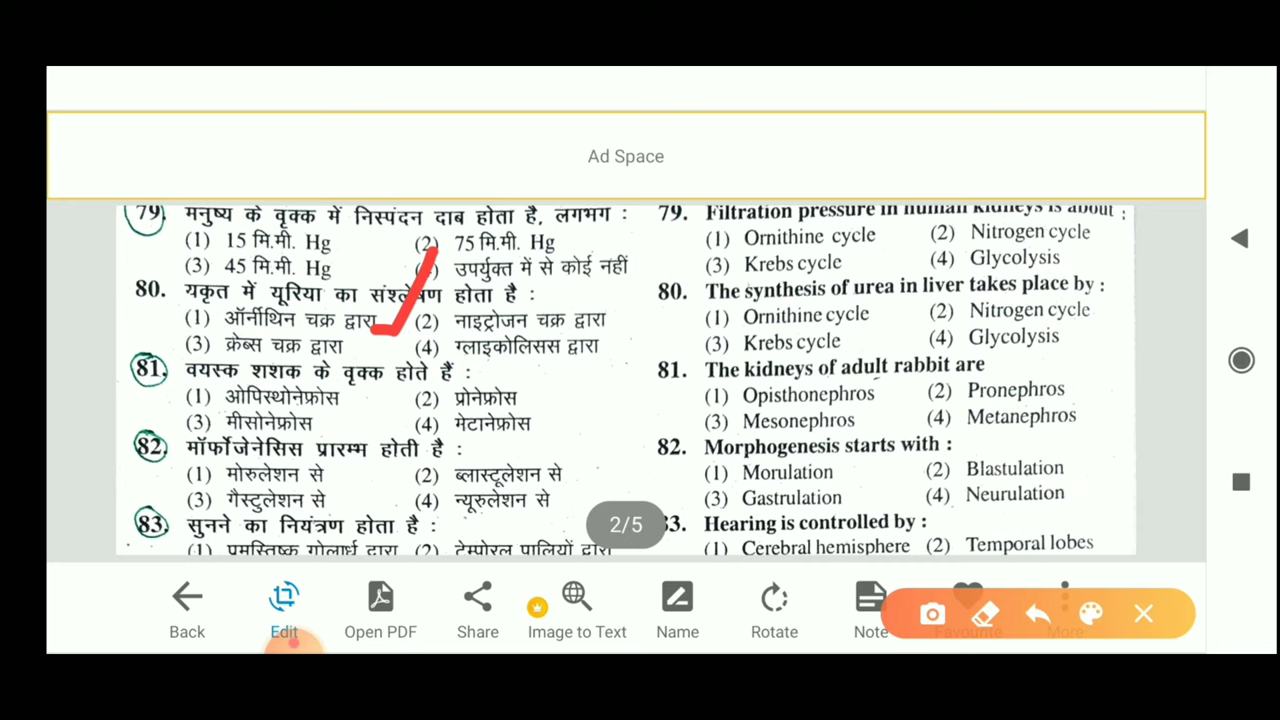 Ad Space
79. मनुष्य के वृक्क में निस्पंदन दाब होता है, लगभग :
(1) 15 मि.मी. Hg (2) 75 मि.मी. Hg
(3) 45 मि.मी. Hg उपर्युक्त में से कोई नहीं
80. यकृत में यूरिया का संश्लेषण होता है :
(1) ऑर्नीथिन चक्र द्वारा (2) नाइट्रोजन चक्र द्वारा
(3) क्रेब्स चक्र द्वारा (4) ग्लाइकोलिसस द्वारा
81. वयस्क शशक के वृक्क होते हैं :
(1) ओपिस्थोनेफ्रोस (2) प्रोनेफ्रोस
(3) मीसोनेफ्रोस (4) मेटानेफ्रोस
82. मॉर्फोजेनेसिस प्रारम्भ होती है :
(1) मोरुलेशन से (2) ब्लास्टूलेशन से
(3) गैस्टुलेशन से (4) न्यूरुलेशन से
83. सुनने का नियंत्रण होता है :
(1) प्रमस्तिष्क गोलार्ध द्वारा (2) टेम्पोरल पालियों द्वारा
79. Filtration pressure in human kidneys is about :
(1) Ornithine cycle (2) Nitrogen cycle
(3) Krebs cycle (4) Glycolysis
80. The synthesis of urea in liver takes place by :
(1) Ornithine cycle (2) Nitrogen cycle
(3) Krebs cycle (4) Glycolysis
81. The kidneys of adult rabbit are
(1) Opisthonephros (2) Pronephros
(3) Mesonephros (4) Metanephros
82. Morphogenesis starts with :
(1) Morulation (2) Blastulation
(3) Gastrulation (4) Neurulation
83. Hearing is controlled by :
(1) Cerebral hemisphere (2) Temporal lobes
2/5
Back Edit Open PDF Share Image to Text Name Rotate Note Favourite More